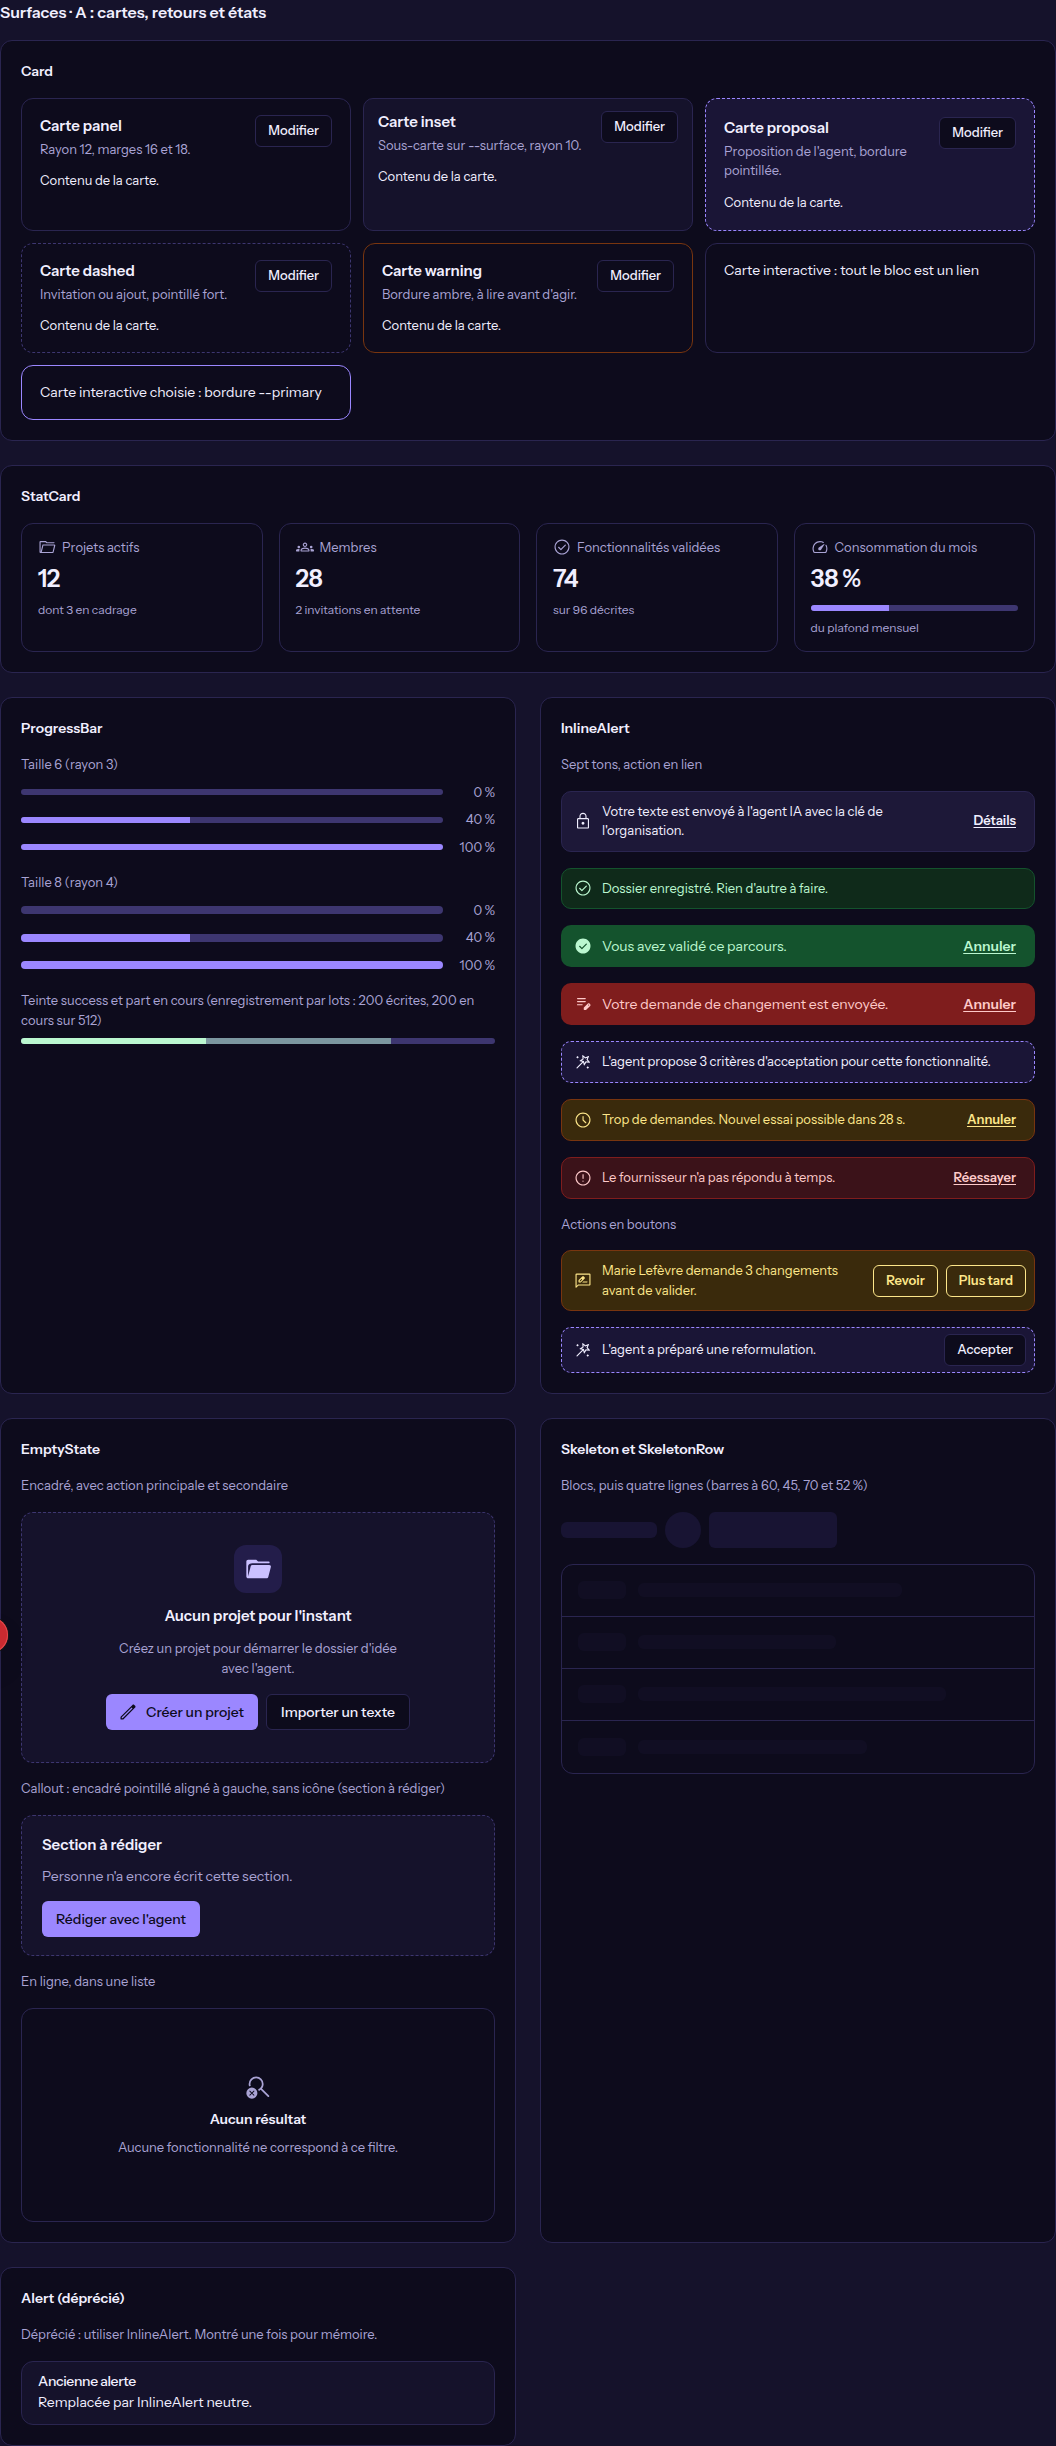 Surfaces · A : cartes, retours et états
Card
Carte panel
Modifier
Rayon 12, marges 16 et 18.
Contenu de la carte.
Carte inset
Modifier
Sous-carte sur --surface, rayon 10.
Contenu de la carte.
Carte proposal
Modifier
Proposition de l'agent, bordure
pointillée.
Contenu de la carte.
Carte dashed
Modifier
Invitation ou ajout, pointillé fort.
Contenu de la carte.
Carte warning
Modifier
Bordure ambre, à lire avant d'agir.
Contenu de la carte.
Carte interactive : tout le bloc est un lien
Carte interactive choisie : bordure --primary
StatCard
Projets actifs
12
dont 3 en cadrage
Membres
28
2 invitations en attente
Fonctionnalités validées
74
sur 96 décrites
Consommation du mois
38 %
du plafond mensuel
ProgressBar
Taille 6 (rayon 3)
0 %
40 %
100 %
Taille 8 (rayon 4)
0 %
40 %
100 %
Teinte success et part en cours (enregistrement par lots : 200 écrites, 200 en
cours sur 512)
InlineAlert
Sept tons, action en lien
Votre texte est envoyé à l'agent IA avec la clé de
l'organisation.
Détails
Dossier enregistré. Rien d'autre à faire.
Vous avez validé ce parcours.
Annuler
Votre demande de changement est envoyée.
Annuler
L'agent propose 3 critères d'acceptation pour cette fonctionnalité.
Trop de demandes. Nouvel essai possible dans 28 s.
Annuler
Le fournisseur n'a pas répondu à temps.
Réessayer
Actions en boutons
Marie Lefèvre demande 3 changements
avant de valider.
Revoir
Plus tard
L'agent a préparé une reformulation.
Accepter
EmptyState
Encadré, avec action principale et secondaire
Aucun projet pour l'instant
Créez un projet pour démarrer le dossier d'idée
avec l'agent.
Créer un projet
Importer un texte
Callout : encadré pointillé aligné à gauche, sans icône (section à rédiger)
Section à rédiger
Personne n'a encore écrit cette section.
Rédiger avec l'agent
En ligne, dans une liste
Aucun résultat
Aucune fonctionnalité ne correspond à ce filtre.
Skeleton et SkeletonRow
Blocs, puis quatre lignes (barres à 60, 45, 70 et 52 %)
Alert (déprécié)
Déprécié : utiliser InlineAlert. Montré une fois pour mémoire.
Ancienne alerte
Remplacée par InlineAlert neutre.